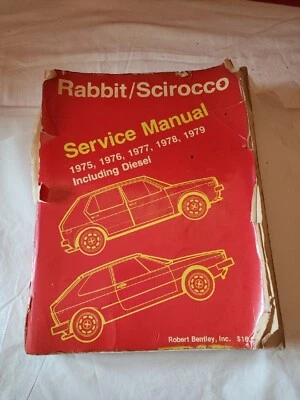 Rabbit/Scirocco
Service Manual
1975, 1976, 1977, 1978, 1979
Including Diesel
Robert Bentley, Inc.